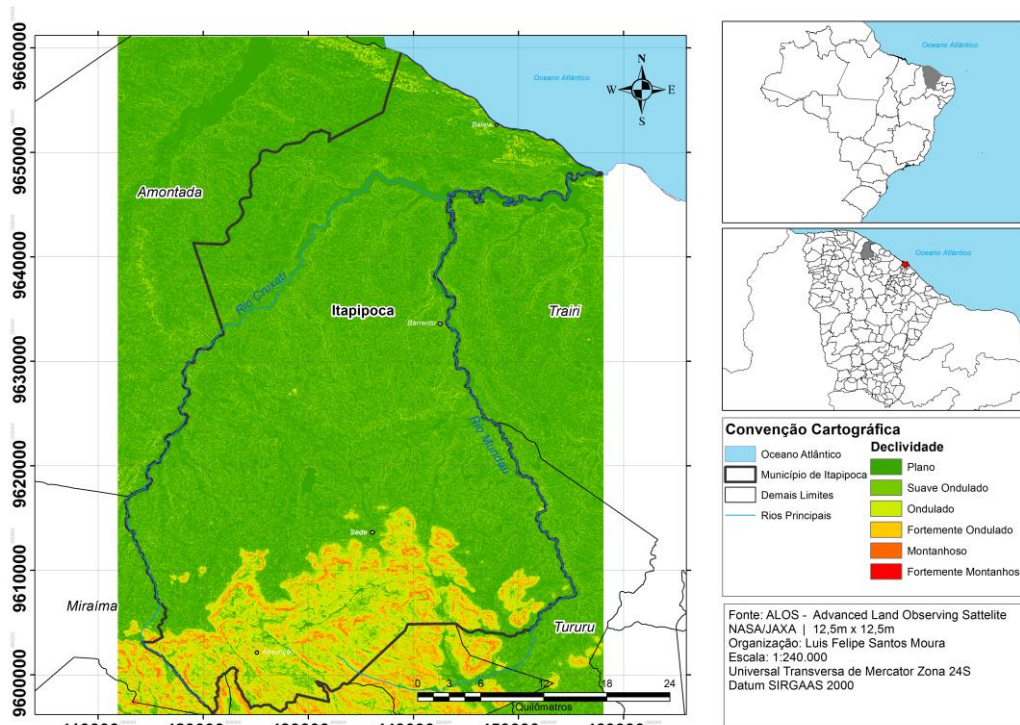 9660000
9650000
9640000
9630000
9620000
9610000
9600000
Oceano Atlântico
N
W
E
S
Baleia
Amontada
Rio Cruxati
Itapipoca
Trairi
Barrento
Rio Mundaú
Sede
Miraíma
Tururu
Assunção
0 3 6 12 18 24
Quilômetros
Oceano Atlântico
Oceano Atlântico
Convenção Cartográfica
Oceano Atlântico
Município de Itapipoca
Demais Limites
Rios Principais
Declividade
Plano
Suave Ondulado
Ondulado
Fortemente Ondulado
Montanhoso
Fortemente Montanhos
Fonte: ALOS - Advanced Land Observing Sattelite
NASA/JAXA | 12,5m x 12,5m
Organização: Luis Felipe Santos Moura
Escala: 1:240.000
Universal Transversa de Mercator Zona 24S
Datum SIRGAAS 2000